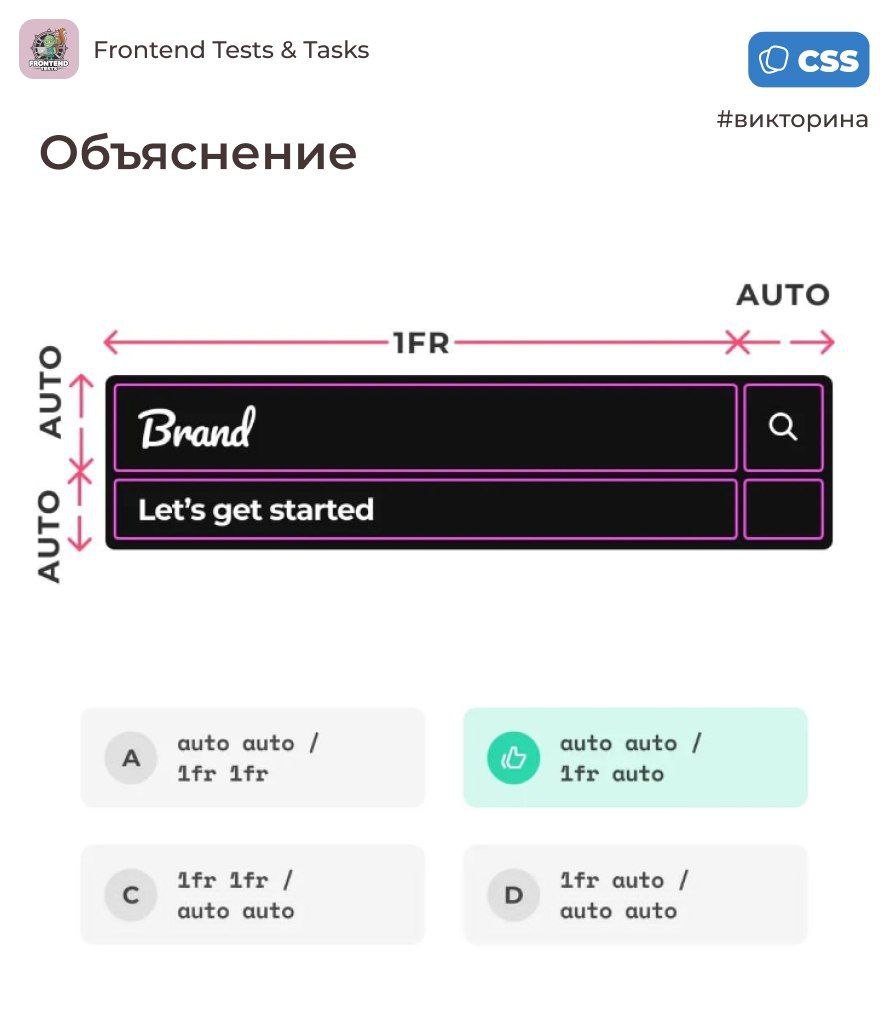 FRONTEND
TESTS
Frontend Tests & Tasks
CSS
#викторина
Объяснение
AUTO
1FR
AUTO
AUTO
Brand
Let’s get started
A
auto auto /
1fr 1fr
auto auto /
1fr auto
C
1fr 1fr /
auto auto
D
1fr auto /
auto auto